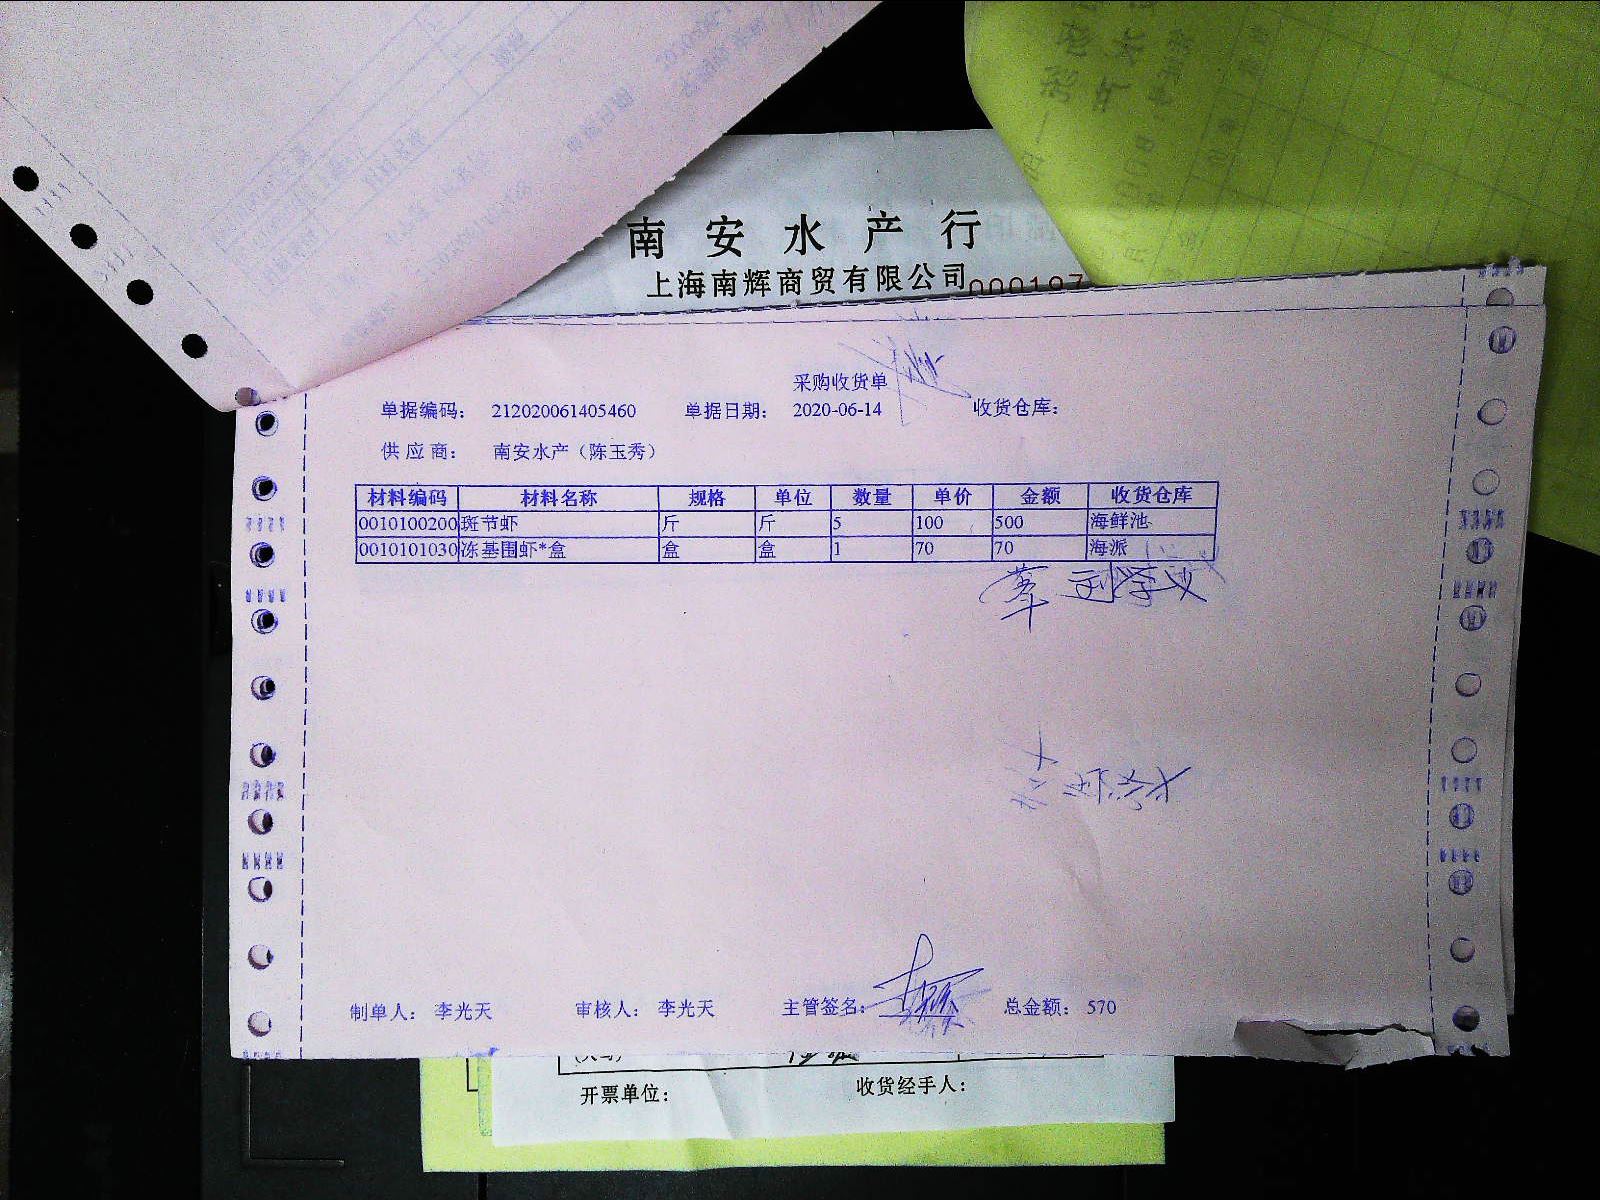 南安水产行
上海南辉商贸有限公司
采购收货单
单据编码： 212020061405460 单据日期： 2020-06-14 收货仓库：
供应商： 南安水产（陈玉秀）
材料编码 材料名称 规格 单位 数量 单价 金额 收货仓库
0010100200 斑节虾 斤 斤 5 100 500 海鲜池
0010101030 冻基围虾*盒 盒 盒 1 70 70 海派
制单人： 李光天 审核人： 李光天 主管签名： 总金额： 570
开票单位： 收货经手人：